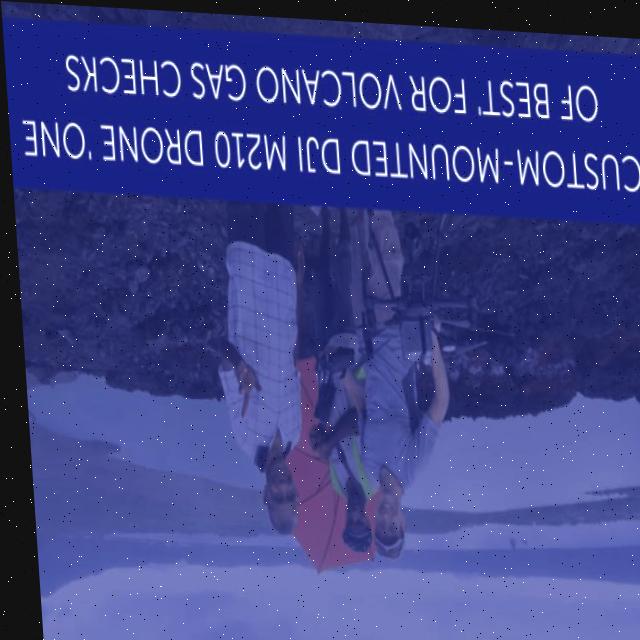 CUSTOM-MOUNTED DJI M210 DRONE 'ONE
OF BEST' FOR VOLCANO GAS CHECKS